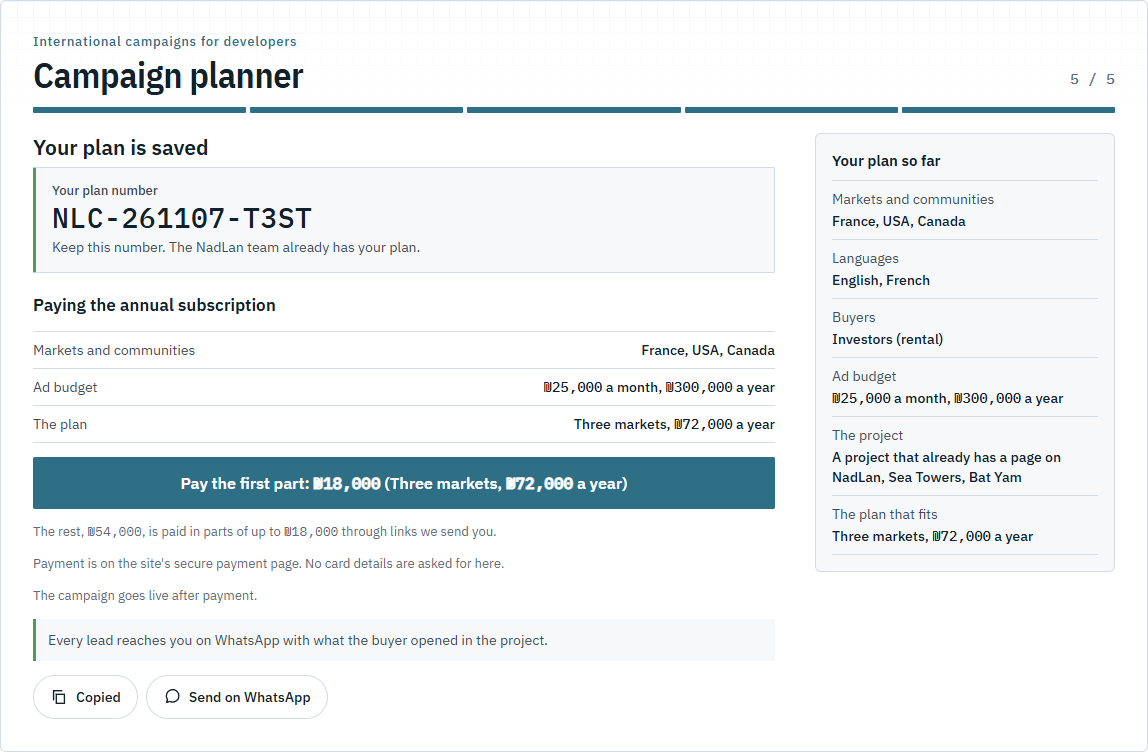 International campaigns for developers
Campaign planner
5 / 5
Your plan is saved
Your plan number
NLC-261107-T3ST
Keep this number. The NadLan team already has your plan.
Paying the annual subscription
Markets and communities
France, USA, Canada
Ad budget
₪25,000 a month, ₪300,000 a year
The plan
Three markets, ₪72,000 a year
Pay the first part: ₪18,000 (Three markets, ₪72,000 a year)
The rest, ₪54,000, is paid in parts of up to ₪18,000 through links we send you.
Payment is on the site's secure payment page. No card details are asked for here.
The campaign goes live after payment.
Every lead reaches you on WhatsApp with what the buyer opened in the project.
Copied
Send on WhatsApp
Your plan so far
Markets and communities
France, USA, Canada
Languages
English, French
Buyers
Investors (rental)
Ad budget
₪25,000 a month, ₪300,000 a year
The project
A project that already has a page on
NadLan, Sea Towers, Bat Yam
The plan that fits
Three markets, ₪72,000 a year